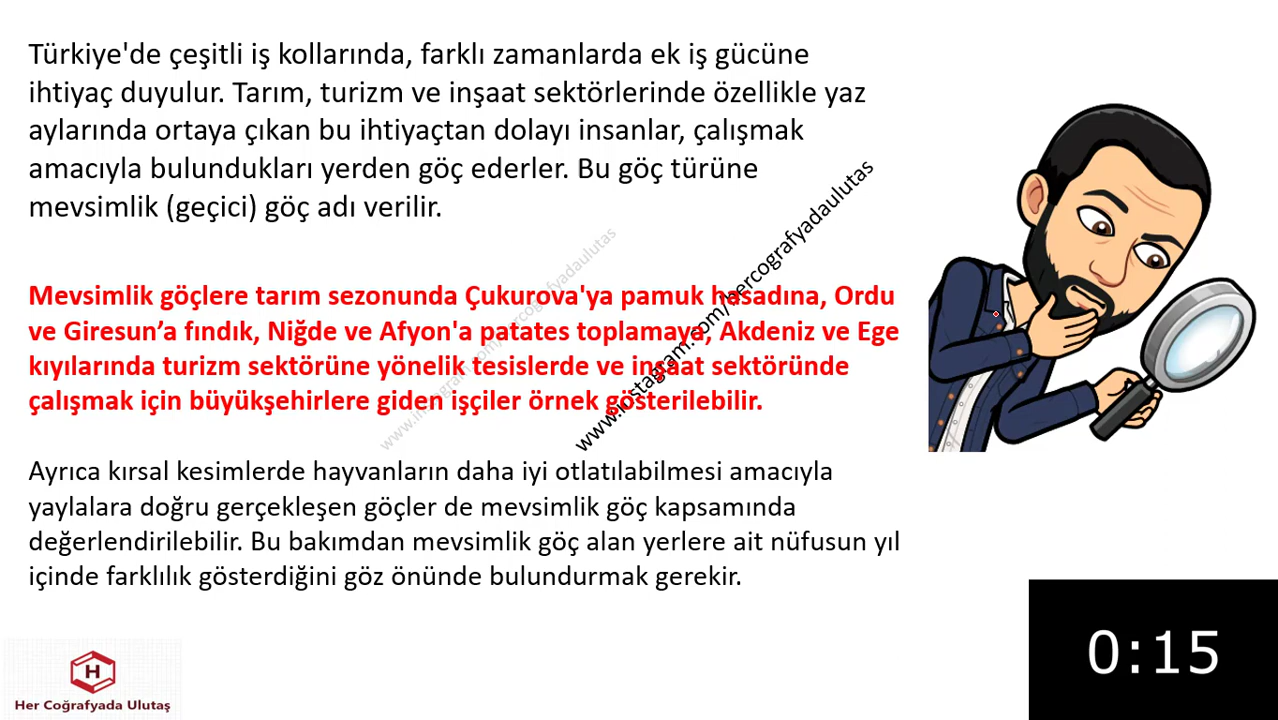 Türkiye'de çeşitli iş kollarında, farklı zamanlarda ek iş gücüne
ihtiyaç duyulur. Tarım, turizm ve inşaat sektörlerinde özellikle yaz
aylarında ortaya çıkan bu ihtiyaçtan dolayı insanlar, çalışmak
amacıyla bulundukları yerden göç ederler. Bu göç türüne
mevsimlik (geçici) göç adı verilir.
Mevsimlik göçlere tarım sezonunda Çukurova'ya pamuk hasadına, Ordu
ve Giresun’a fındık, Niğde ve Afyon'a patates toplamaya, Akdeniz ve Ege
kıyılarında turizm sektörüne yönelik tesislerde ve inşaat sektöründe
çalışmak için büyükşehirlere giden işçiler örnek gösterilebilir.
www.instagram.com/hercografyadaulutas
www.instagram.com/hercografyadaulutas
Ayrıca kırsal kesimlerde hayvanların daha iyi otlatılabilmesi amacıyla
yaylalara doğru gerçekleşen göçler de mevsimlik göç kapsamında
değerlendirilebilir. Bu bakımdan mevsimlik göç alan yerlere ait nüfusun yıl
içinde farklılık gösterdiğini göz önünde bulundurmak gerekir.
0:15
H
Her Coğrafyada Ulutaş